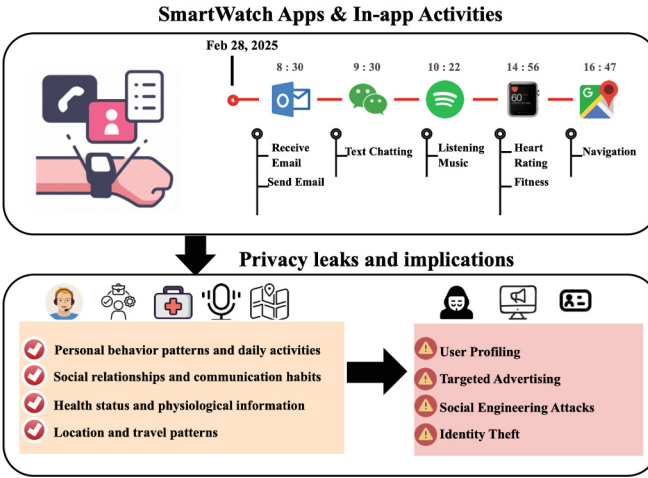 SmartWatch Apps & In-app Activities
Feb 28, 2025
8 : 30
9 : 30
10 : 22
14 : 56
16 : 47
Receive
Email
Send Email
Text Chatting
Listening
Music
Heart
Rating
Fitness
Navigation
Privacy leaks and implications
Personal behavior patterns and daily activities
Social relationships and communication habits
Health status and physiological information
Location and travel patterns
User Profiling
Targeted Advertising
Social Engineering Attacks
Identity Theft